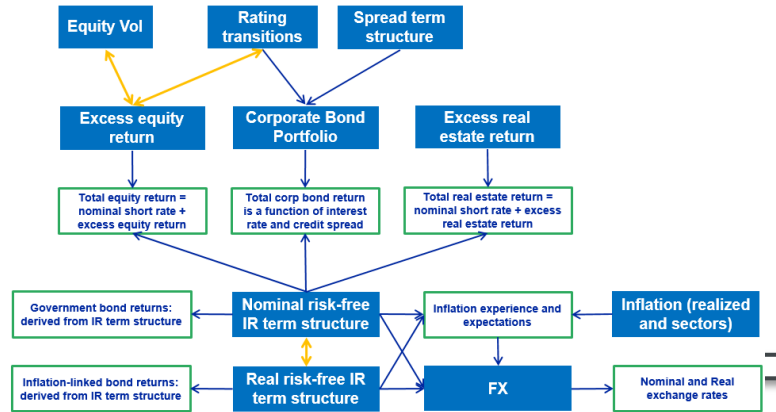 Equity Vol
Rating
transitions
Spread term
structure
Excess equity
return
Corporate Bond
Portfolio
Excess real
estate return
Total equity return =
nominal short rate +
excess equity return
Total corp bond return
is a function of interest
rate and credit spread
Total real estate return =
nominal short rate + excess
real estate return
Government bond returns:
derived from IR term structure
Nominal risk-free
IR term structure
Inflation experience and
expectations
Inflation (realized
and sectors)
Inflation-linked bond returns:
derived from IR term structure
Real risk-free IR
term structure
FX
Nominal and Real
exchange rates